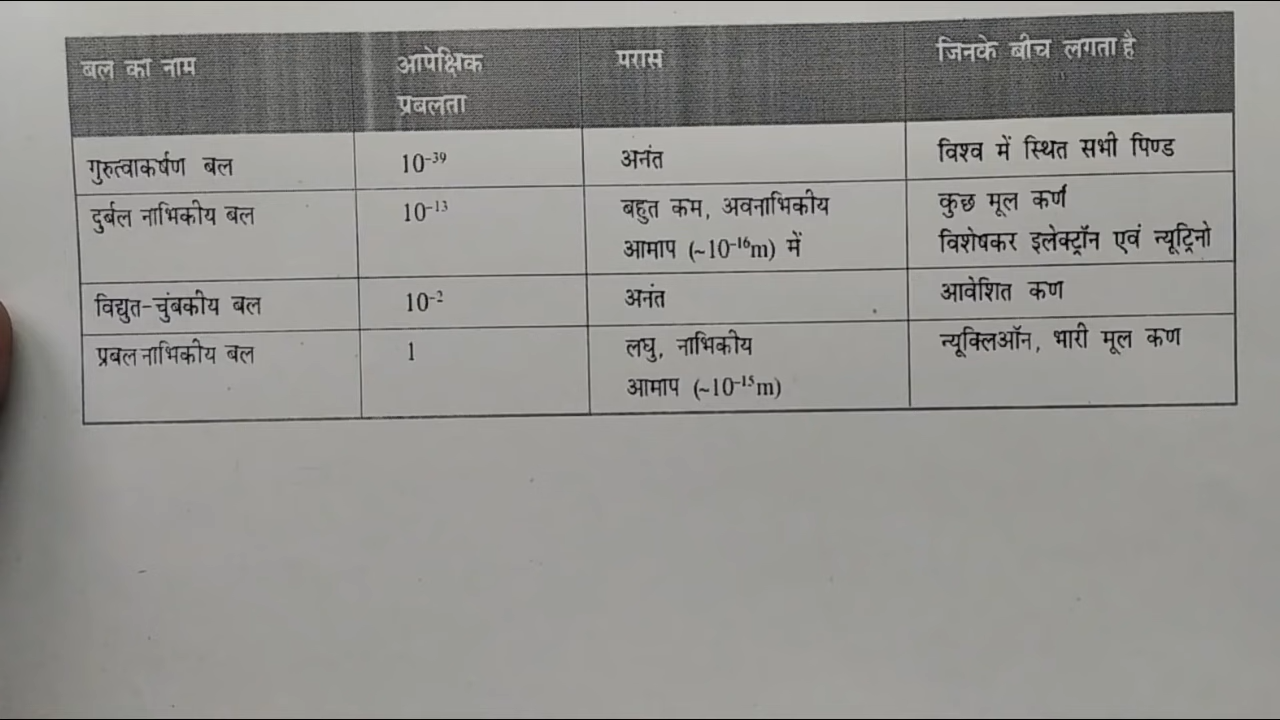 बल का नाम आपेक्षिक परास जिनके बीच लगता है
प्रबलता
गुरुत्वाकर्षण बल 10⁻³⁹ अनंत विश्व में स्थित सभी पिण्ड
दुर्बल नाभिकीय बल 10⁻¹³ बहुत कम, अवनाभिकीय कुछ मूल कणं
आमाप (~10⁻¹⁶m) में विशेषकर इलेक्ट्रॉन एवं न्यूट्रिनो
विद्युत-चुंबकीय बल 10⁻² अनंत आवेशित कण
प्रबल नाभिकीय बल 1 लघु, नाभिकीय न्यूक्लिऑन, भारी मूल कण
आमाप (~10⁻¹⁵m)